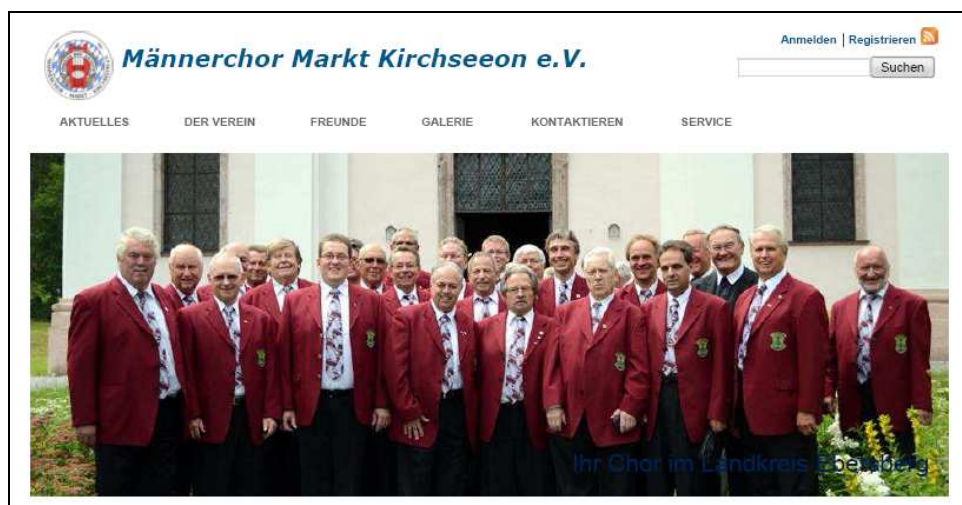 Männerchor Markt Kirchseeon e.V.
Anmelden | Registrieren
Suchen
AKTUELLES DER VEREIN FREUNDE GALERIE KONTAKTIEREN SERVICE
Ihr Chor im Landkreis Ebersberg